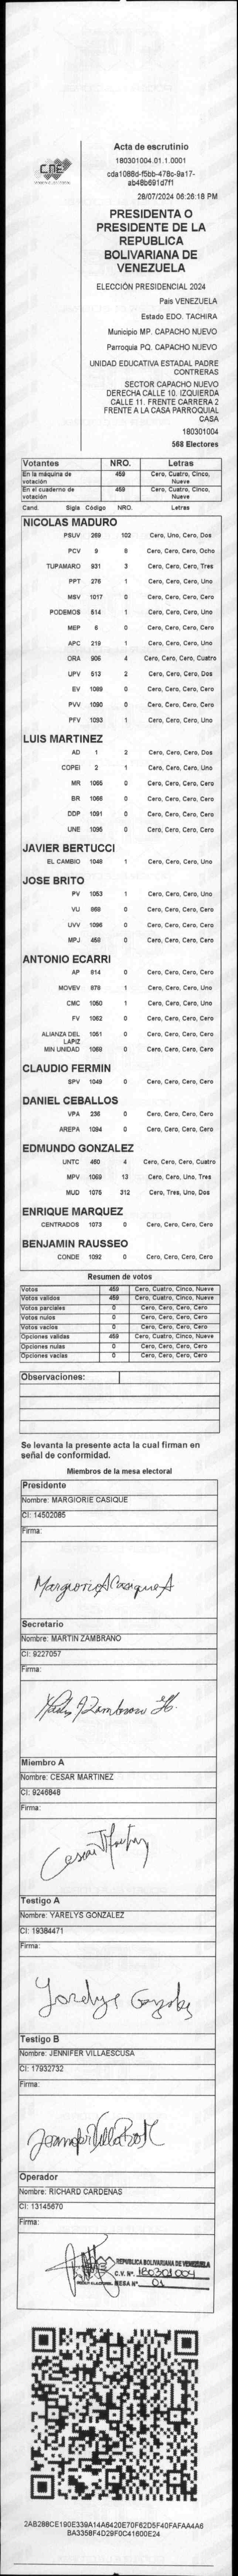 CNE
Acta de escrutinio
180301004.01.1.0001
cda1088d-f5bb-478c-9a17-
ab48b691d7f1
28/07/2024 06:26:18 PM
PRESIDENTA O
PRESIDENTE DE LA
REPUBLICA
BOLIVARIANA DE
VENEZUELA
ELECCIÓN PRESIDENCIAL 2024
País VENEZUELA
Estado EDO. TACHIRA
Municipio MP. CAPACHO NUEVO
Parroquia PQ. CAPACHO NUEVO
UNIDAD EDUCATIVA ESTADAL PADRE
CONTRERAS
SECTOR CAPACHO NUEVO
DERECHA CALLE 10. IZQUIERDA
CALLE 11. FRENTE CARRERA 2
FRENTE A LA CASA PARROQUIAL
CASA
180301004
568 Electores
Votantes NRO. Letras
En la máquina de votación 459 Cero, Cuatro, Cinco, Nueve
En el cuaderno de votación 459 Cero, Cuatro, Cinco, Nueve
Cand. Sigla Código NRO. Letras
NICOLAS MADURO
PSUV 269 102 Cero, Uno, Cero, Dos
PCV 9 8 Cero, Cero, Cero, Ocho
TUPAMARO 931 3 Cero, Cero, Cero, Tres
PPT 276 1 Cero, Cero, Cero, Uno
MSV 1017 0 Cero, Cero, Cero, Cero
PODEMOS 514 1 Cero, Cero, Cero, Uno
MEP 6 0 Cero, Cero, Cero, Cero
APC 219 1 Cero, Cero, Cero, Uno
ORA 906 4 Cero, Cero, Cero, Cuatro
UPV 513 2 Cero, Cero, Cero, Dos
EV 1089 0 Cero, Cero, Cero, Cero
PVV 1090 0 Cero, Cero, Cero, Cero
PFV 1093 1 Cero, Cero, Cero, Uno
LUIS MARTINEZ
AD 1 2 Cero, Cero, Cero, Dos
COPEI 2 1 Cero, Cero, Cero, Uno
MR 1065 0 Cero, Cero, Cero, Cero
BR 1066 0 Cero, Cero, Cero, Cero
DDP 1091 0 Cero, Cero, Cero, Cero
UNE 1095 0 Cero, Cero, Cero, Cero
JAVIER BERTUCCI
EL CAMBIO 1048 1 Cero, Cero, Cero, Uno
JOSE BRITO
PV 1053 1 Cero, Cero, Cero, Uno
VU 959 0 Cero, Cero, Cero, Cero
UVV 1096 0 Cero, Cero, Cero, Cero
MPJ 458 0 Cero, Cero, Cero, Cero
ANTONIO ECARRI
AP 814 0 Cero, Cero, Cero, Cero
MOVEV 879 1 Cero, Cero, Cero, Uno
CMC 1050 1 Cero, Cero, Cero, Uno
FV 1062 0 Cero, Cero, Cero, Cero
ALIANZA DEL LAPIZ 1051 0 Cero, Cero, Cero, Cero
MIN UNIDAD 1069 0 Cero, Cero, Cero, Cero
CLAUDIO FERMIN
SPV 1049 0 Cero, Cero, Cero, Cero
DANIEL CEBALLOS
VPA 236 0 Cero, Cero, Cero, Cero
AREPA 1094 0 Cero, Cero, Cero, Cero
EDMUNDO GONZALEZ
UNTC 460 4 Cero, Cero, Cero, Cuatro
MPV 1069 13 Cero, Cero, Uno, Tres
MUD 1075 312 Cero, Tres, Uno, Dos
ENRIQUE MARQUEZ
CENTRADOS 1073 0 Cero, Cero, Cero, Cero
BENJAMIN RAUSSEO
CONDE 1092 0 Cero, Cero, Cero, Cero
Resumen de votos
Votos 459 Cero, Cuatro, Cinco, Nueve
Votos validos 459 Cero, Cuatro, Cinco, Nueve
Votos parciales 0 Cero, Cero, Cero, Cero
Votos nulos 0 Cero, Cero, Cero, Cero
Votos vacios 0 Cero, Cero, Cero, Cero
Opciones validas 459 Cero, Cuatro, Cinco, Nueve
Opciones nulas 0 Cero, Cero, Cero, Cero
Opciones vacias 0 Cero, Cero, Cero, Cero
Observaciones:
Se levanta la presente acta la cual firman en
señal de conformidad.
Miembros de la mesa electoral
Presidente
Nombre: MARGIORIE CASIQUE
CI: 14502085
Firma:
Margiorie A Casique A
Secretario
Nombre: MARTIN ZAMBRANO
CI: 9227057
Firma:
Miembro A
Nombre: CESAR MARTINEZ
CI: 9246848
Firma:
Testigo A
Nombre: YARELYS GONZALEZ
CI: 19384471
Firma:
Testigo B
Nombre: JENNIFER VILLAESCUSA
CI: 17932732
Firma:
Operador
Nombre: RICHARD CARDENAS
CI: 13145670
Firma:
REPUBLICA BOLIVARIANA DE VENEZUELA
C.V. Nº. 180301004
MESA Nº. 01
2AB288CE190E339A14A6420E70F62D5F40FAFAA4A6
BA3358F4D29F0C41600E24